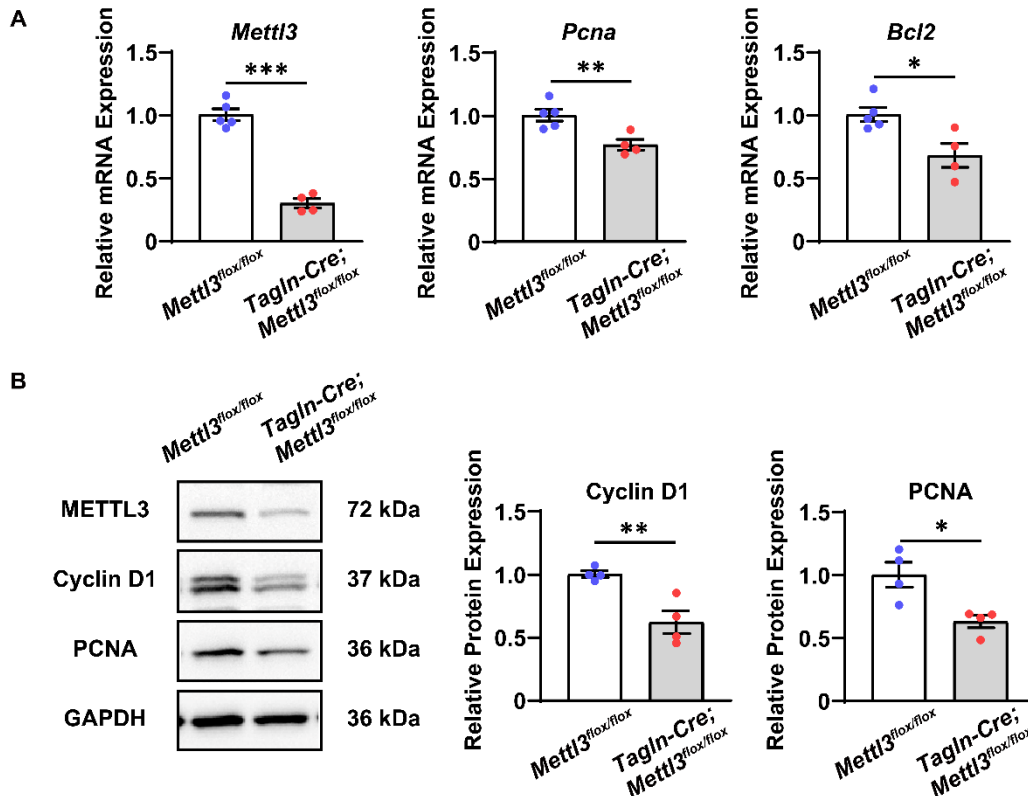 A
Mettl3
Relative mRNA Expression
1.5
1.0
0.5
0
***
Mettl3flox/flox
Tagln-Cre;
Mettl3flox/flox
Pcna
Relative mRNA Expression
1.5
1.0
0.5
0
**
Mettl3flox/flox
Tagln-Cre;
Mettl3flox/flox
Bcl2
Relative mRNA Expression
1.5
1.0
0.5
0
*
Mettl3flox/flox
Tagln-Cre;
Mettl3flox/flox
B
Mettl3flox/flox
Tagln-Cre;
Mettl3flox/flox
METTL3 72 kDa
Cyclin D1 37 kDa
PCNA 36 kDa
GAPDH 36 kDa
Cyclin D1
Relative Protein Expression
1.5
1.0
0.5
0
**
Mettl3flox/flox
Tagln-Cre;
Mettl3flox/flox
PCNA
Relative Protein Expression
1.5
1.0
0.5
0
*
Mettl3flox/flox
Tagln-Cre;
Mettl3flox/flox